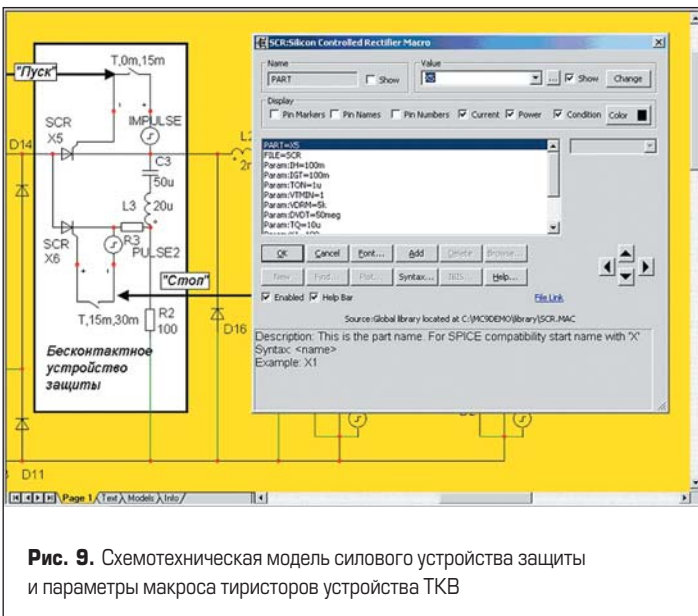 "Пуск"
T,0m,15m
SCR
X5
IMPULSE
D14
C3
50u
L3
20u
SCR
X6
R3
PULSE2
"Стоп"
T,15m,30m
R2
100
D16
Бесконтактное
устройство
защиты
D11
SCR:Silicon Controlled Rectifier Macro
Name
Value
PART
Show
X5
...
Show
Change
Display
Pin Markers
Pin Names
Pin Numbers
Current
Power
Condition
Color
PART=X5
FILE=SCR
Param:IH=100m
Param:IGT=100m
Param:TON=1u
Param:VTMIN=1
Param:VDRM=5k
Param:DVDT=50meg
Param:TQ=10u
OK
Cancel
Font...
Add
Delete
Browse...
New...
Find...
Plot...
Syntax...
IBIS...
Help...
Enabled
Help Bar
File Link
Source:Global library located at C:\MC9DEMO\library\SCR.MAC
Description: This is the part name. For SPICE compatibility start name with 'X'
Syntax: <name>
Example: X1
Page 1
Text
Models
Info
Рис. 9. Схемотехническая модель силового устройства защиты
и параметры макроса тиристоров устройства ТКВ